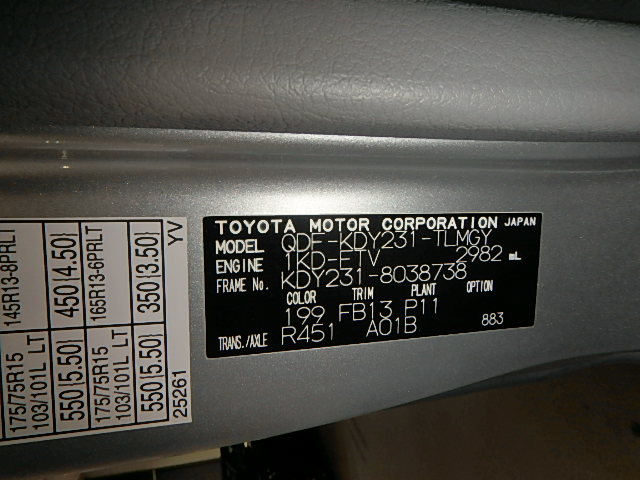 TOYOTA MOTOR CORPORATION JAPAN
MODEL QDF-KDY231-TLMGY
ENGINE 1KD-FTV 2982 mL
FRAME No. KDY231-8038738
COLOR TRIM PLANT OPTION
199 FB13 P11
TRANS./AXLE R451 A01B 883
145R13-8PRLT
450 (4.50)
165R13-6PRLT
350 (3.50)
YV
175/75R15
103/101L LT
550 (5.50)
175/75R15
103/101L LT
550 (5.50)
25261